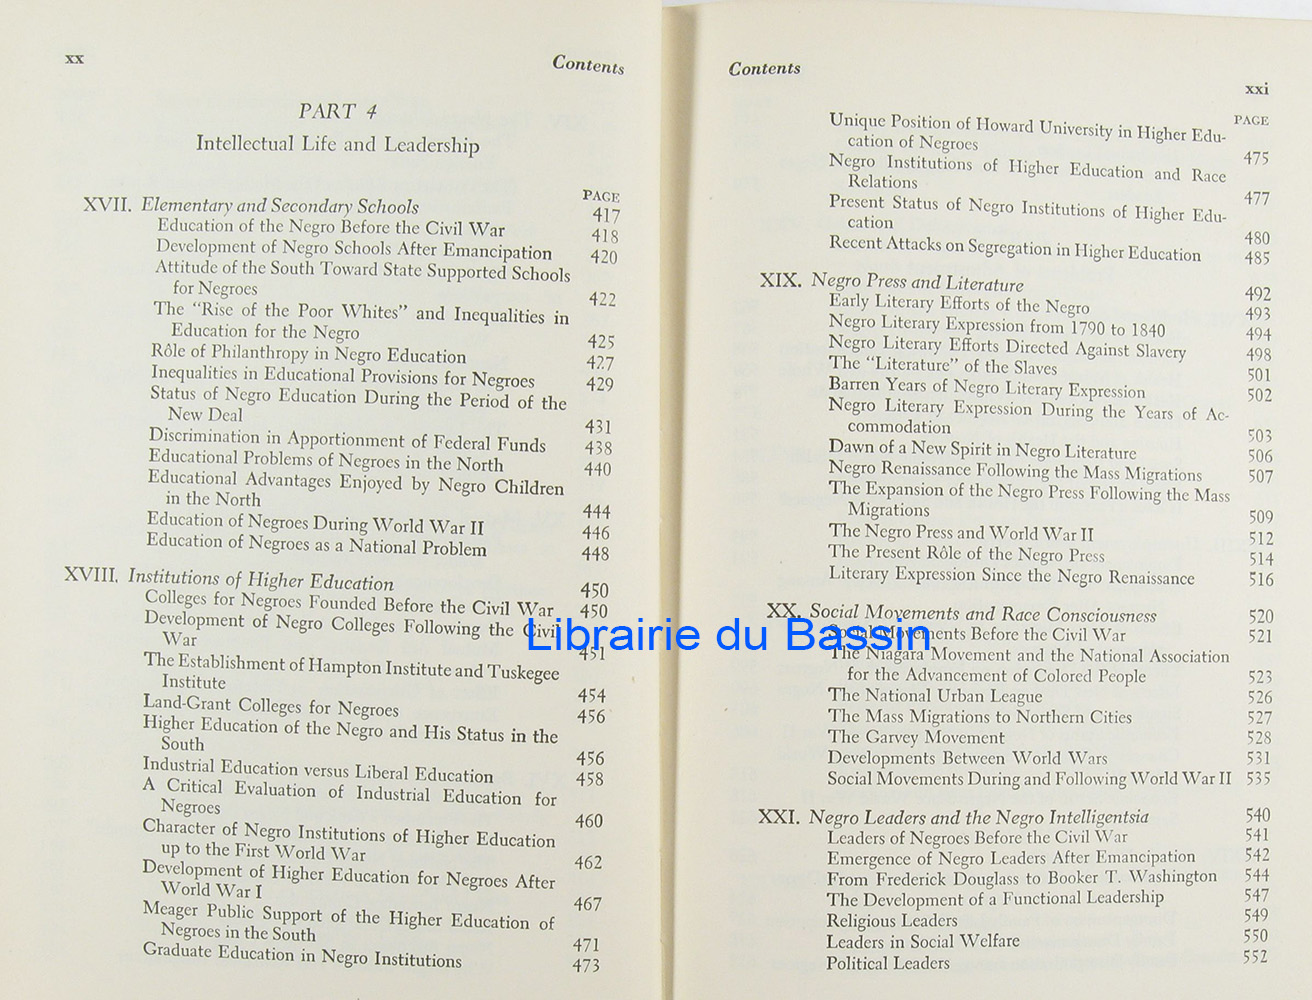 xx
Contents
PART 4
Intellectual Life and Leadership
PAGE
XVII. Elementary and Secondary Schools 417
Education of the Negro Before the Civil War 418
Development of Negro Schools After Emancipation 420
Attitude of the South Toward State Supported Schools
for Negroes 422
The "Rise of the Poor Whites" and Inequalities in
Education for the Negro 425
Rôle of Philanthropy in Negro Education 427
Inequalities in Educational Provisions for Negroes 429
Status of Negro Education During the Period of the
New Deal 431
Discrimination in Apportionment of Federal Funds 438
Educational Problems of Negroes in the North 440
Educational Advantages Enjoyed by Negro Children
in the North 444
Education of Negroes During World War II 446
Education of Negroes as a National Problem 448
XVIII. Institutions of Higher Education 450
Colleges for Negroes Founded Before the Civil War 450
Development of Negro Colleges Following the Civil
War 451
The Establishment of Hampton Institute and Tuskegee
Institute 454
Land-Grant Colleges for Negroes 456
Higher Education of the Negro and His Status in the
South 456
Industrial Education versus Liberal Education 458
A Critical Evaluation of Industrial Education for
Negroes 460
Character of Negro Institutions of Higher Education
up to the First World War 462
Development of Higher Education for Negroes After
World War I 467
Meager Public Support of the Higher Education of
Negroes in the South 471
Graduate Education in Negro Institutions 473
Contents
xxi
PAGE
Unique Position of Howard University in Higher Edu-
cation of Negroes 475
Negro Institutions of Higher Education and Race
Relations 477
Present Status of Negro Institutions of Higher Edu-
cation 480
Recent Attacks on Segregation in Higher Education 485
XIX. Negro Press and Literature 492
Early Literary Efforts of the Negro 493
Negro Literary Expression from 1790 to 1840 494
Negro Literary Efforts Directed Against Slavery 498
The "Literature" of the Slaves 501
Barren Years of Negro Literary Expression 502
Negro Literary Expression During the Years of Ac-
commodation 503
Dawn of a New Spirit in Negro Literature 506
Negro Renaissance Following the Mass Migrations 507
The Expansion of the Negro Press Following the Mass
Migrations 509
The Negro Press and World War II 512
The Present Rôle of the Negro Press 514
Literary Expression Since the Negro Renaissance 516
XX. Social Movements and Race Consciousness 520
Social Movements Before the Civil War 521
The Niagara Movement and the National Association
for the Advancement of Colored People 523
The National Urban League 526
The Mass Migrations to Northern Cities 527
The Garvey Movement 528
Developments Between World Wars 531
Social Movements During and Following World War II 535
XXI. Negro Leaders and the Negro Intelligentsia 540
Leaders of Negroes Before the Civil War 541
Emergence of Negro Leaders After Emancipation 542
From Frederick Douglass to Booker T. Washington 544
The Development of a Functional Leadership 547
Religious Leaders 549
Leaders in Social Welfare 550
Political Leaders 552
Librairie du Bassin